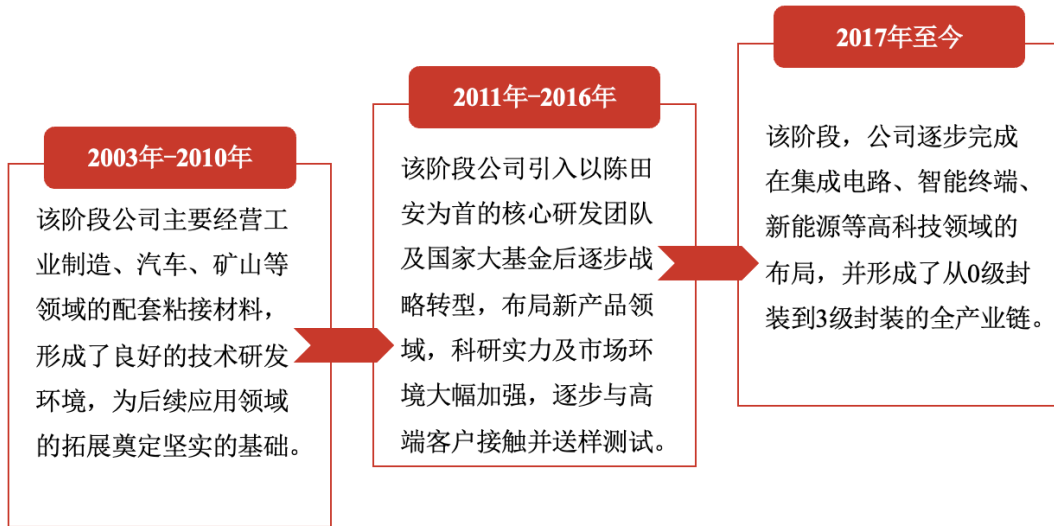 2003年-2010年
该阶段公司主要经营工
业制造、汽车、矿山等
领域的配套粘接材料，
形成了良好的技术研发
环境，为后续应用领域
的拓展奠定坚实的基础。
2011年-2016年
该阶段公司引入以陈田
安为首的核心研发团队
及国家大基金后逐步战
略转型，布局新产品领
域，科研实力及市场环
境大幅加强，逐步与高
端客户接触并送样测试。
2017年至今
该阶段，公司逐步完成
在集成电路、智能终端、
新能源等高科技领域的
布局，并形成了从0级封
装到3级封装的全产业链。